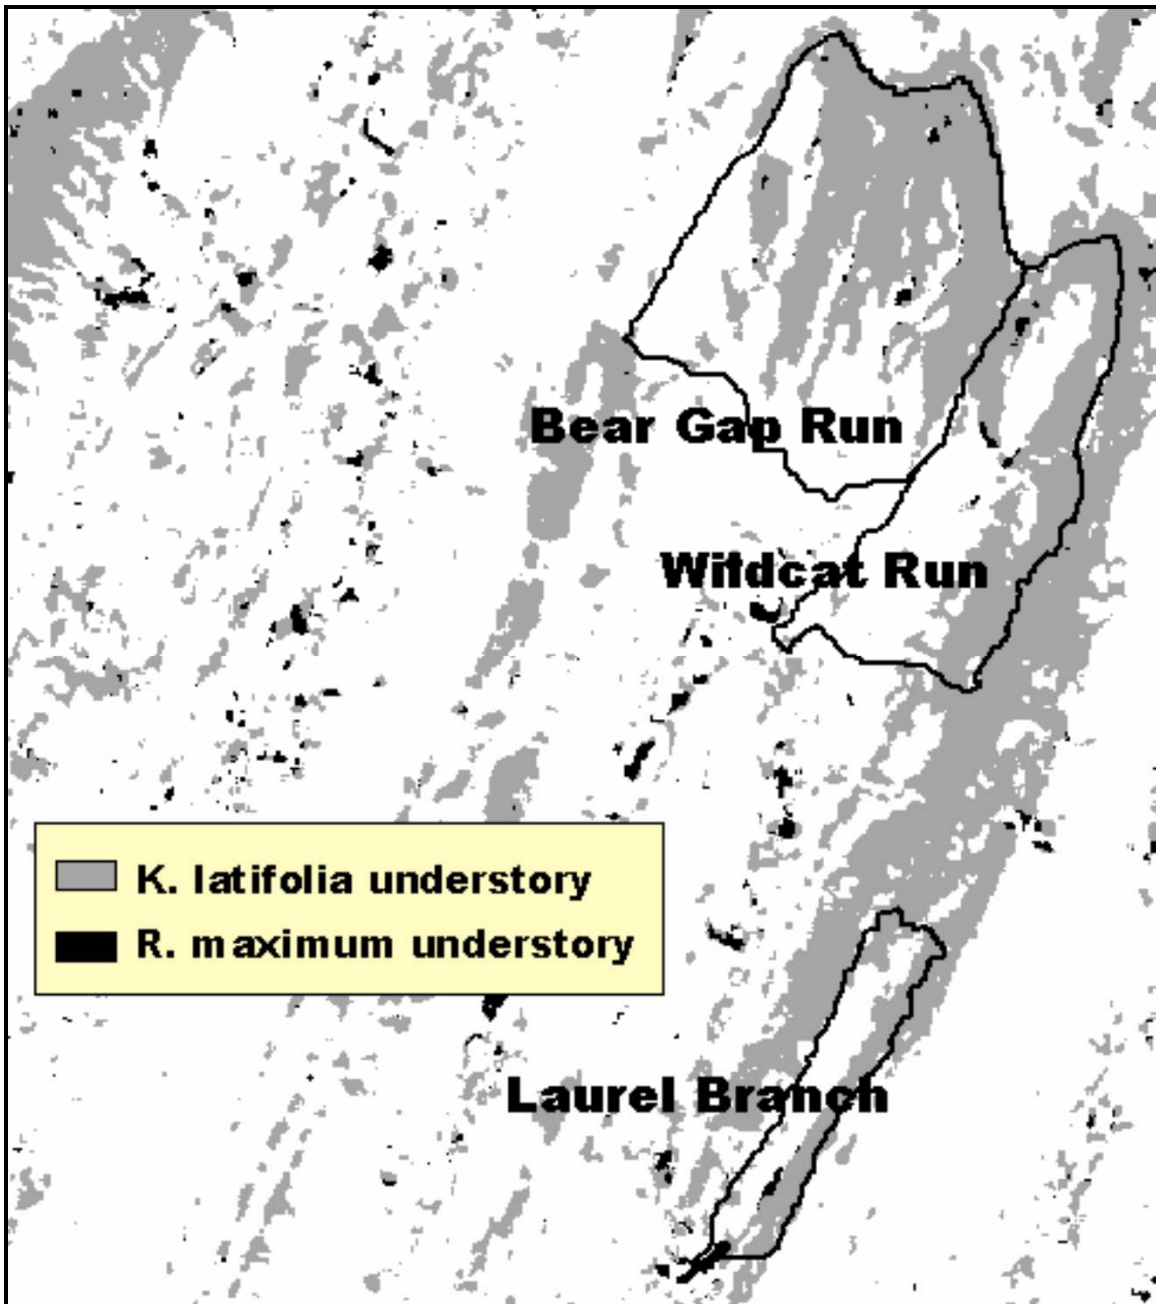 Bear Gap Run
Wildcat Run
K. latifolia understory
R. maximum understory
Laurel Branch